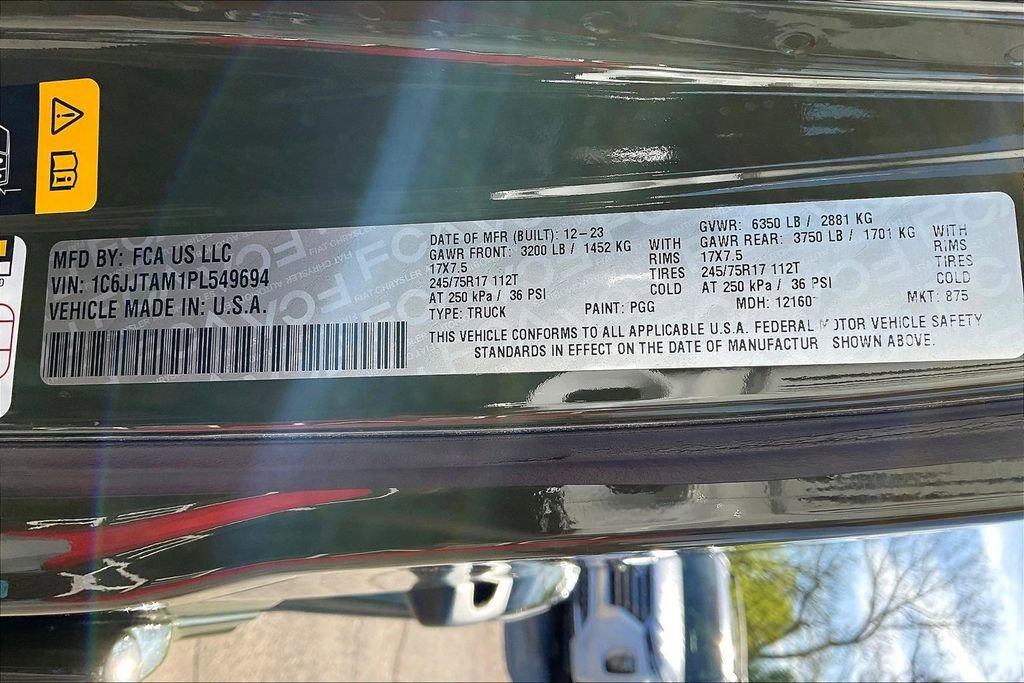 MFD BY: FCA US LLC
VIN: 1C6JJTAM1PL549694
VEHICLE MADE IN: U.S.A.
DATE OF MFR (BUILT): 12-23
GAWR FRONT: 3200 LB / 1452 KG WITH
17X7.5 RIMS
245/75R17 112T TIRES
AT 250 kPa / 36 PSI COLD
TYPE: TRUCK PAINT: PGG
GVWR: 6350 LB / 2881 KG
GAWR REAR: 3750 LB / 1701 KG WITH
17X7.5 RIMS
245/75R17 112T TIRES
AT 250 kPa / 36 PSI COLD
MDH: 12160 MKT: 875
THIS VEHICLE CONFORMS TO ALL APPLICABLE U.S.A. FEDERAL VEHICLE SAFETY
STANDARDS IN EFFECT ON THE DATE OF MANUFACTUR SHOWN ABOVE.